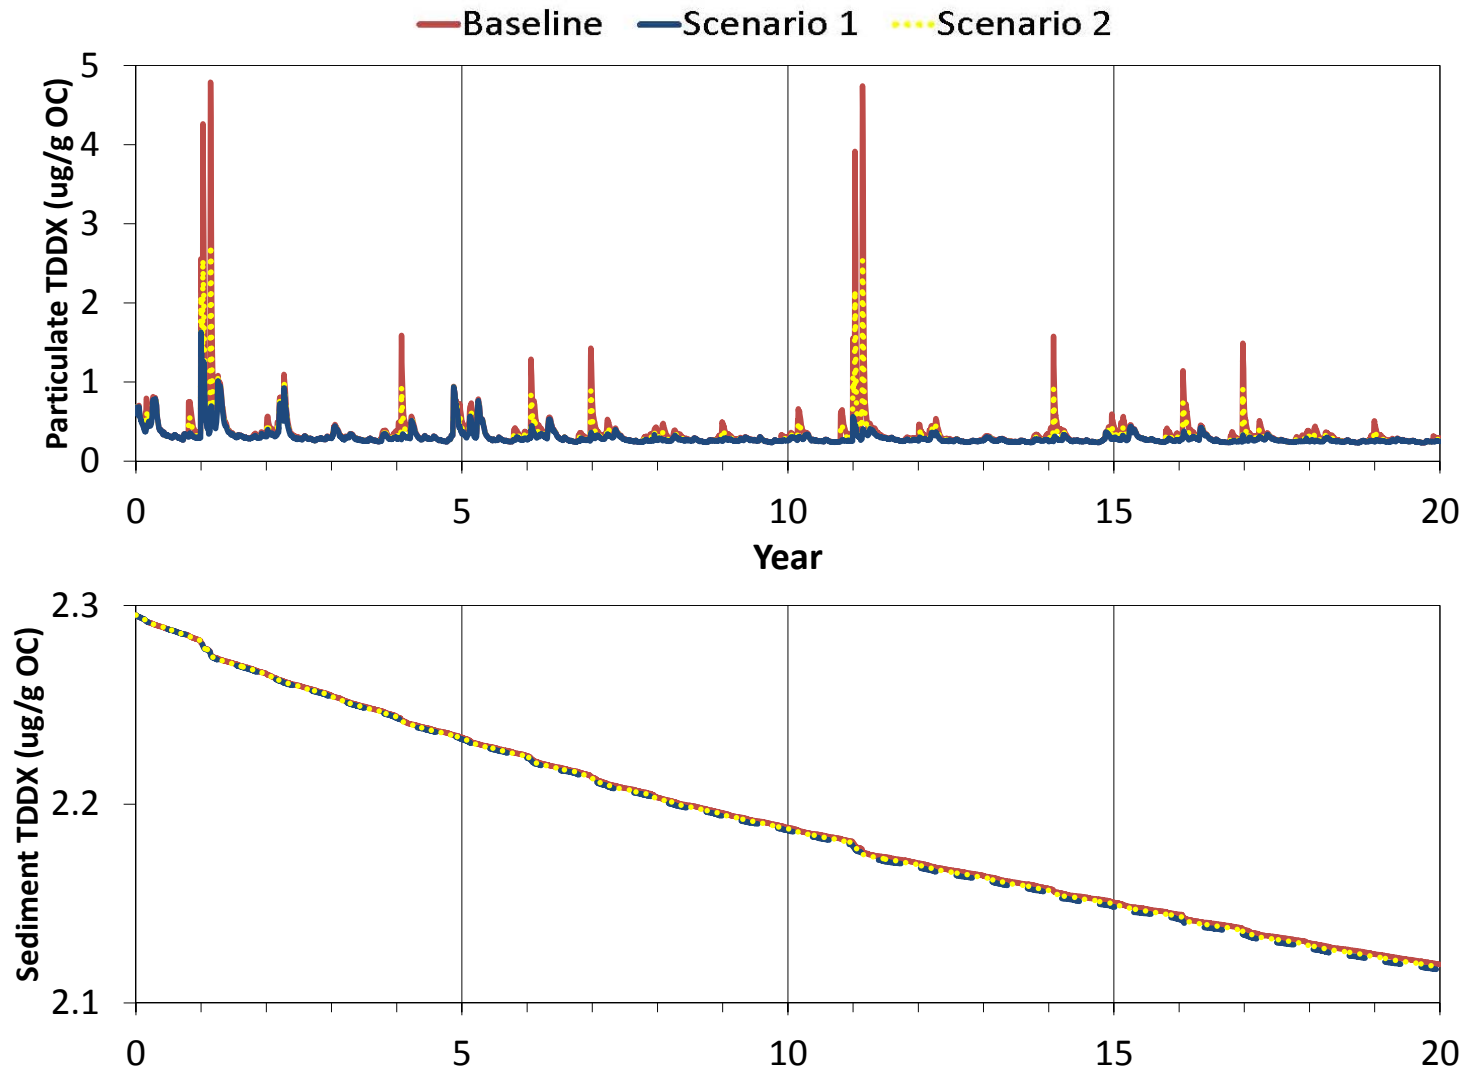 Baseline Scenario 1 Scenario 2
Particulate TDDX (ug/g OC)
5
4
3
2
1
0
0 5 10 15 20
Year
Sediment TDDX (ug/g OC)
2.3
2.2
2.1
0 5 10 15 20